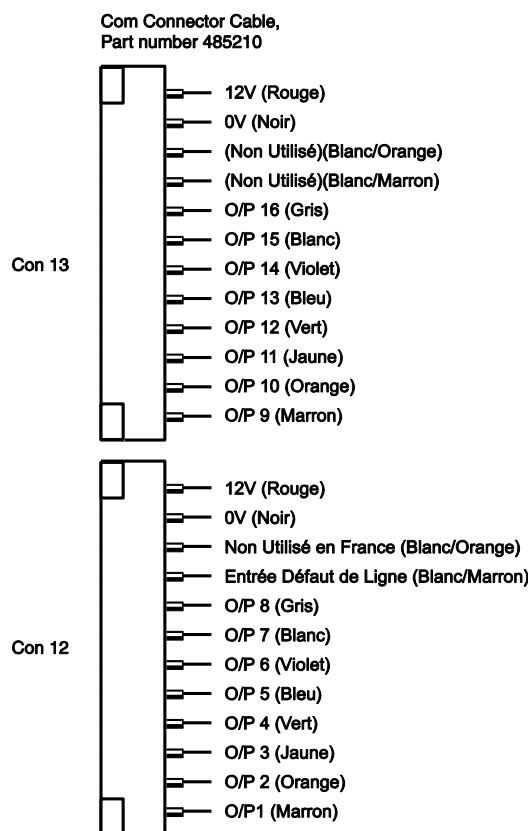 Com Connector Cable,
Part number 485210
12V (Rouge)
0V (Noir)
(Non Utilisé)(Blanc/Orange)
(Non Utilisé)(Blanc/Marron)
O/P 16 (Gris)
O/P 15 (Blanc)
Con 13
O/P 14 (Violet)
O/P 13 (Bleu)
O/P 12 (Vert)
O/P 11 (Jaune)
O/P 10 (Orange)
O/P 9 (Marron)
12V (Rouge)
0V (Noir)
Non Utilisé en France (Blanc/Orange)
Entrée Défaut de Ligne (Blanc/Marron)
O/P 8 (Gris)
O/P 7 (Blanc)
Con 12
O/P 6 (Violet)
O/P 5 (Bleu)
O/P 4 (Vert)
O/P 3 (Jaune)
O/P 2 (Orange)
O/P1 (Marron)